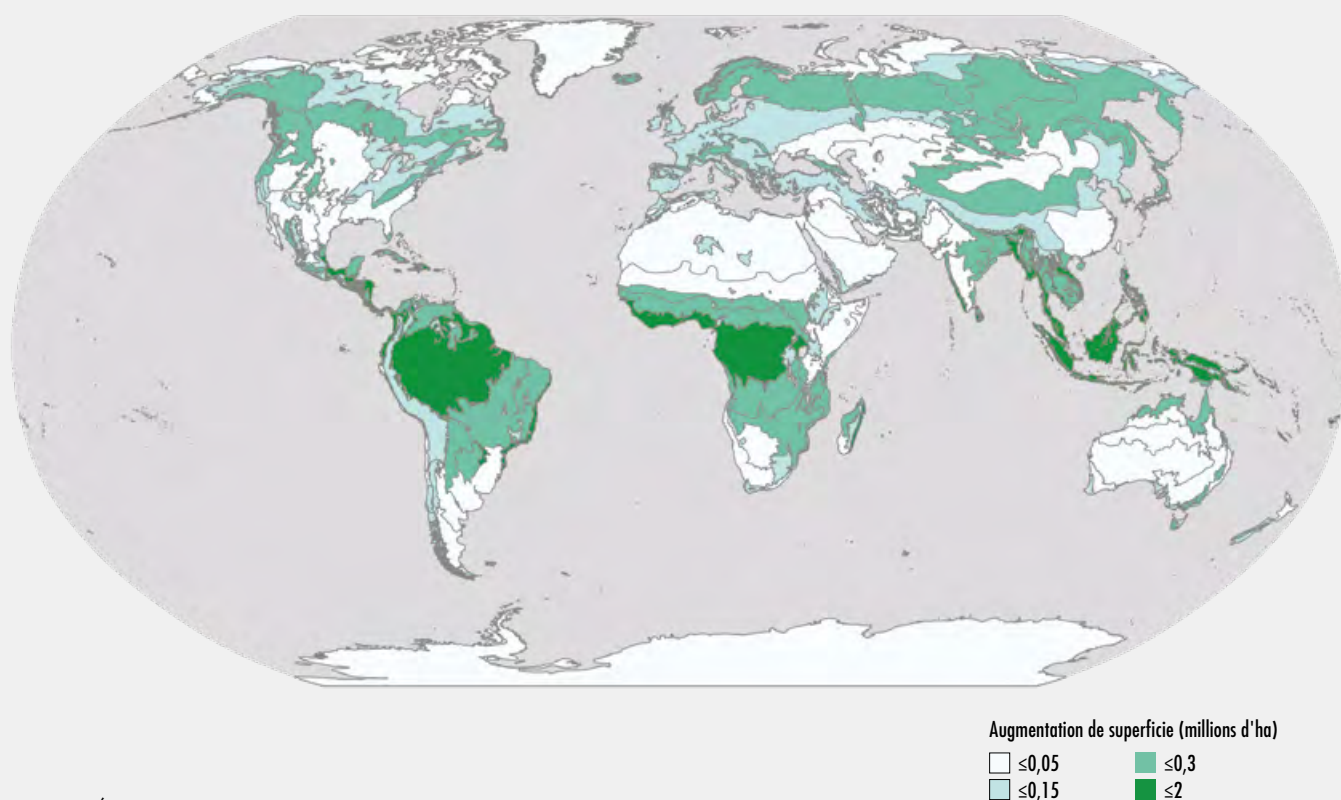 Augmentation de superficie (millions d'ha)
≤0,05
≤0,3
≤0,15
≤2